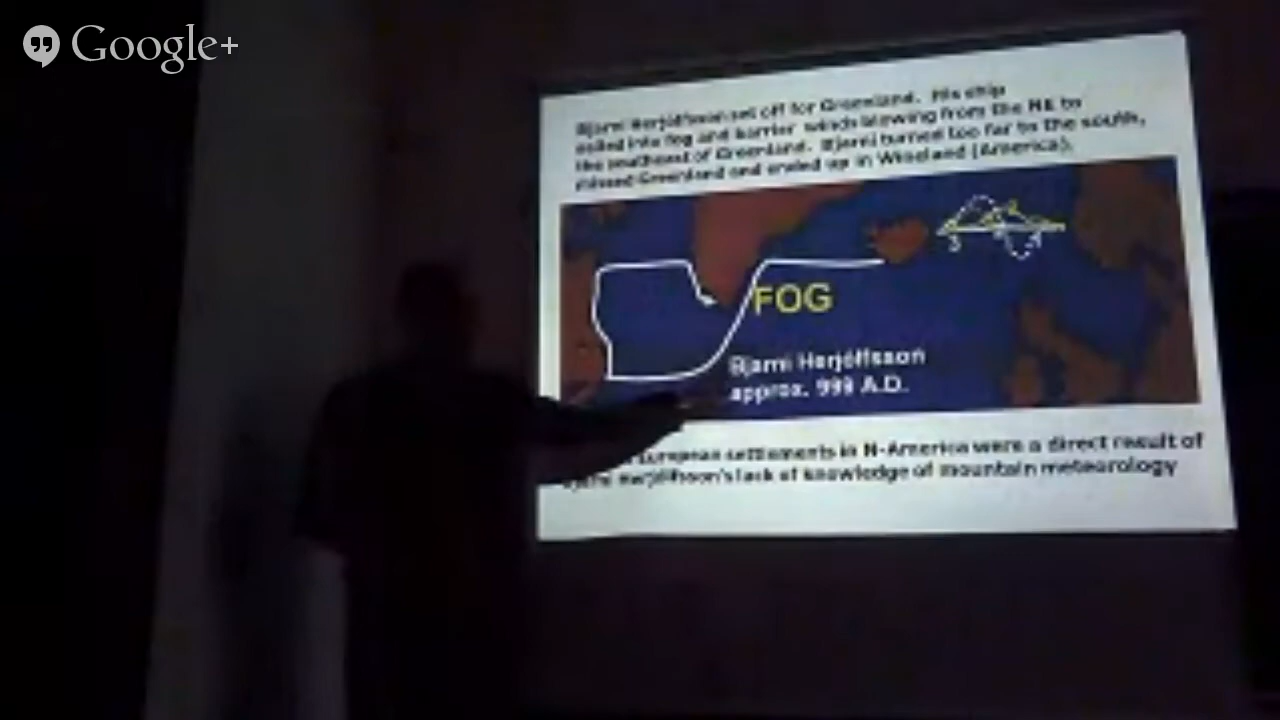 Google+
Bjarni Herjólfsson set off for Greenland. His ship
sailed into fog and barrier winds blowing from the NE to
the southeast of Greenland. Bjarni turned too far to the south,
missed Greenland and ended up in Wineland (America).
FOG
Bjarni Herjólfsson
approx. 999 A.D.
European settlements in N-America were a direct result of
Bjarni Herjólfsson's lack of knowledge of mountain meteorology